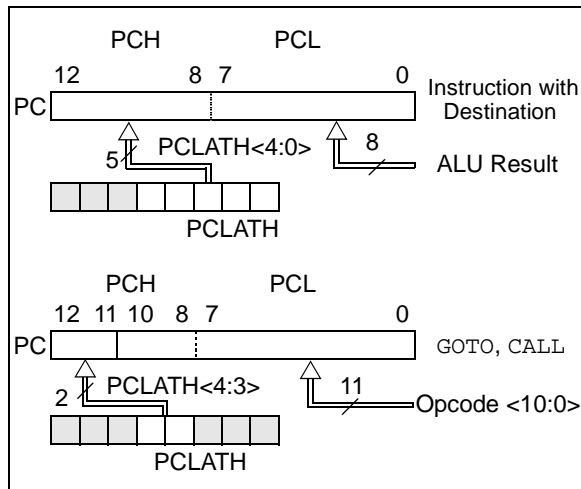 PCH PCL
12 8 7 0
PC
Instruction with
Destination
5 PCLATH<4:0> 8
ALU Result
PCLATH
PCH PCL
12 11 10 8 7 0
PC GOTO, CALL
2 PCLATH<4:3> 11
Opcode <10:0>
PCLATH